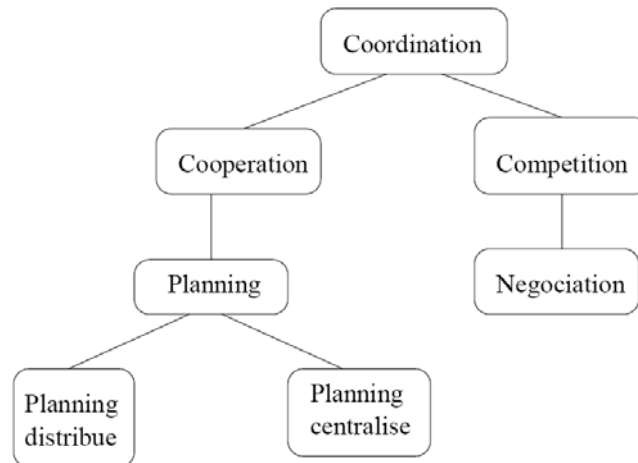 Coordination
Cooperation
Competition
Planning
Negociation
Planning
distribue
Planning
centralise